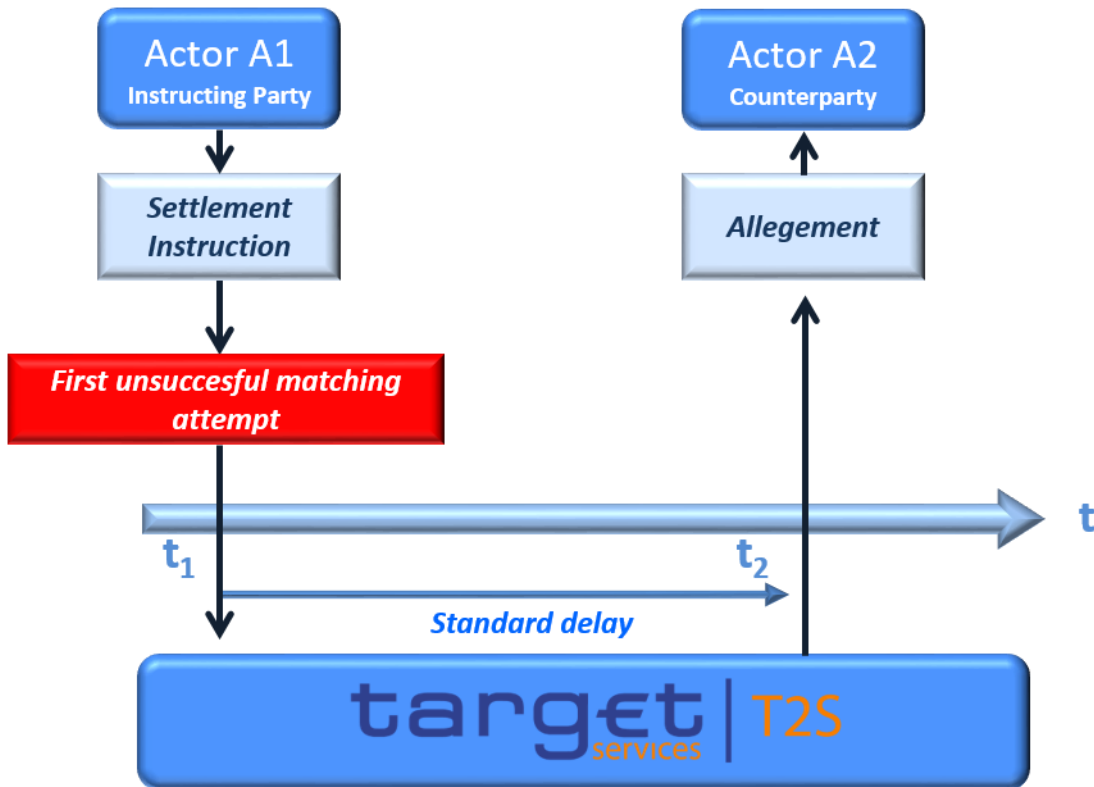 Actor A1
Instructing Party
Actor A2
Counterparty
Settlement
Instruction
Allegement
First unsuccesful matching
attempt
t
t1
t2
Standard delay
target
services
T2S